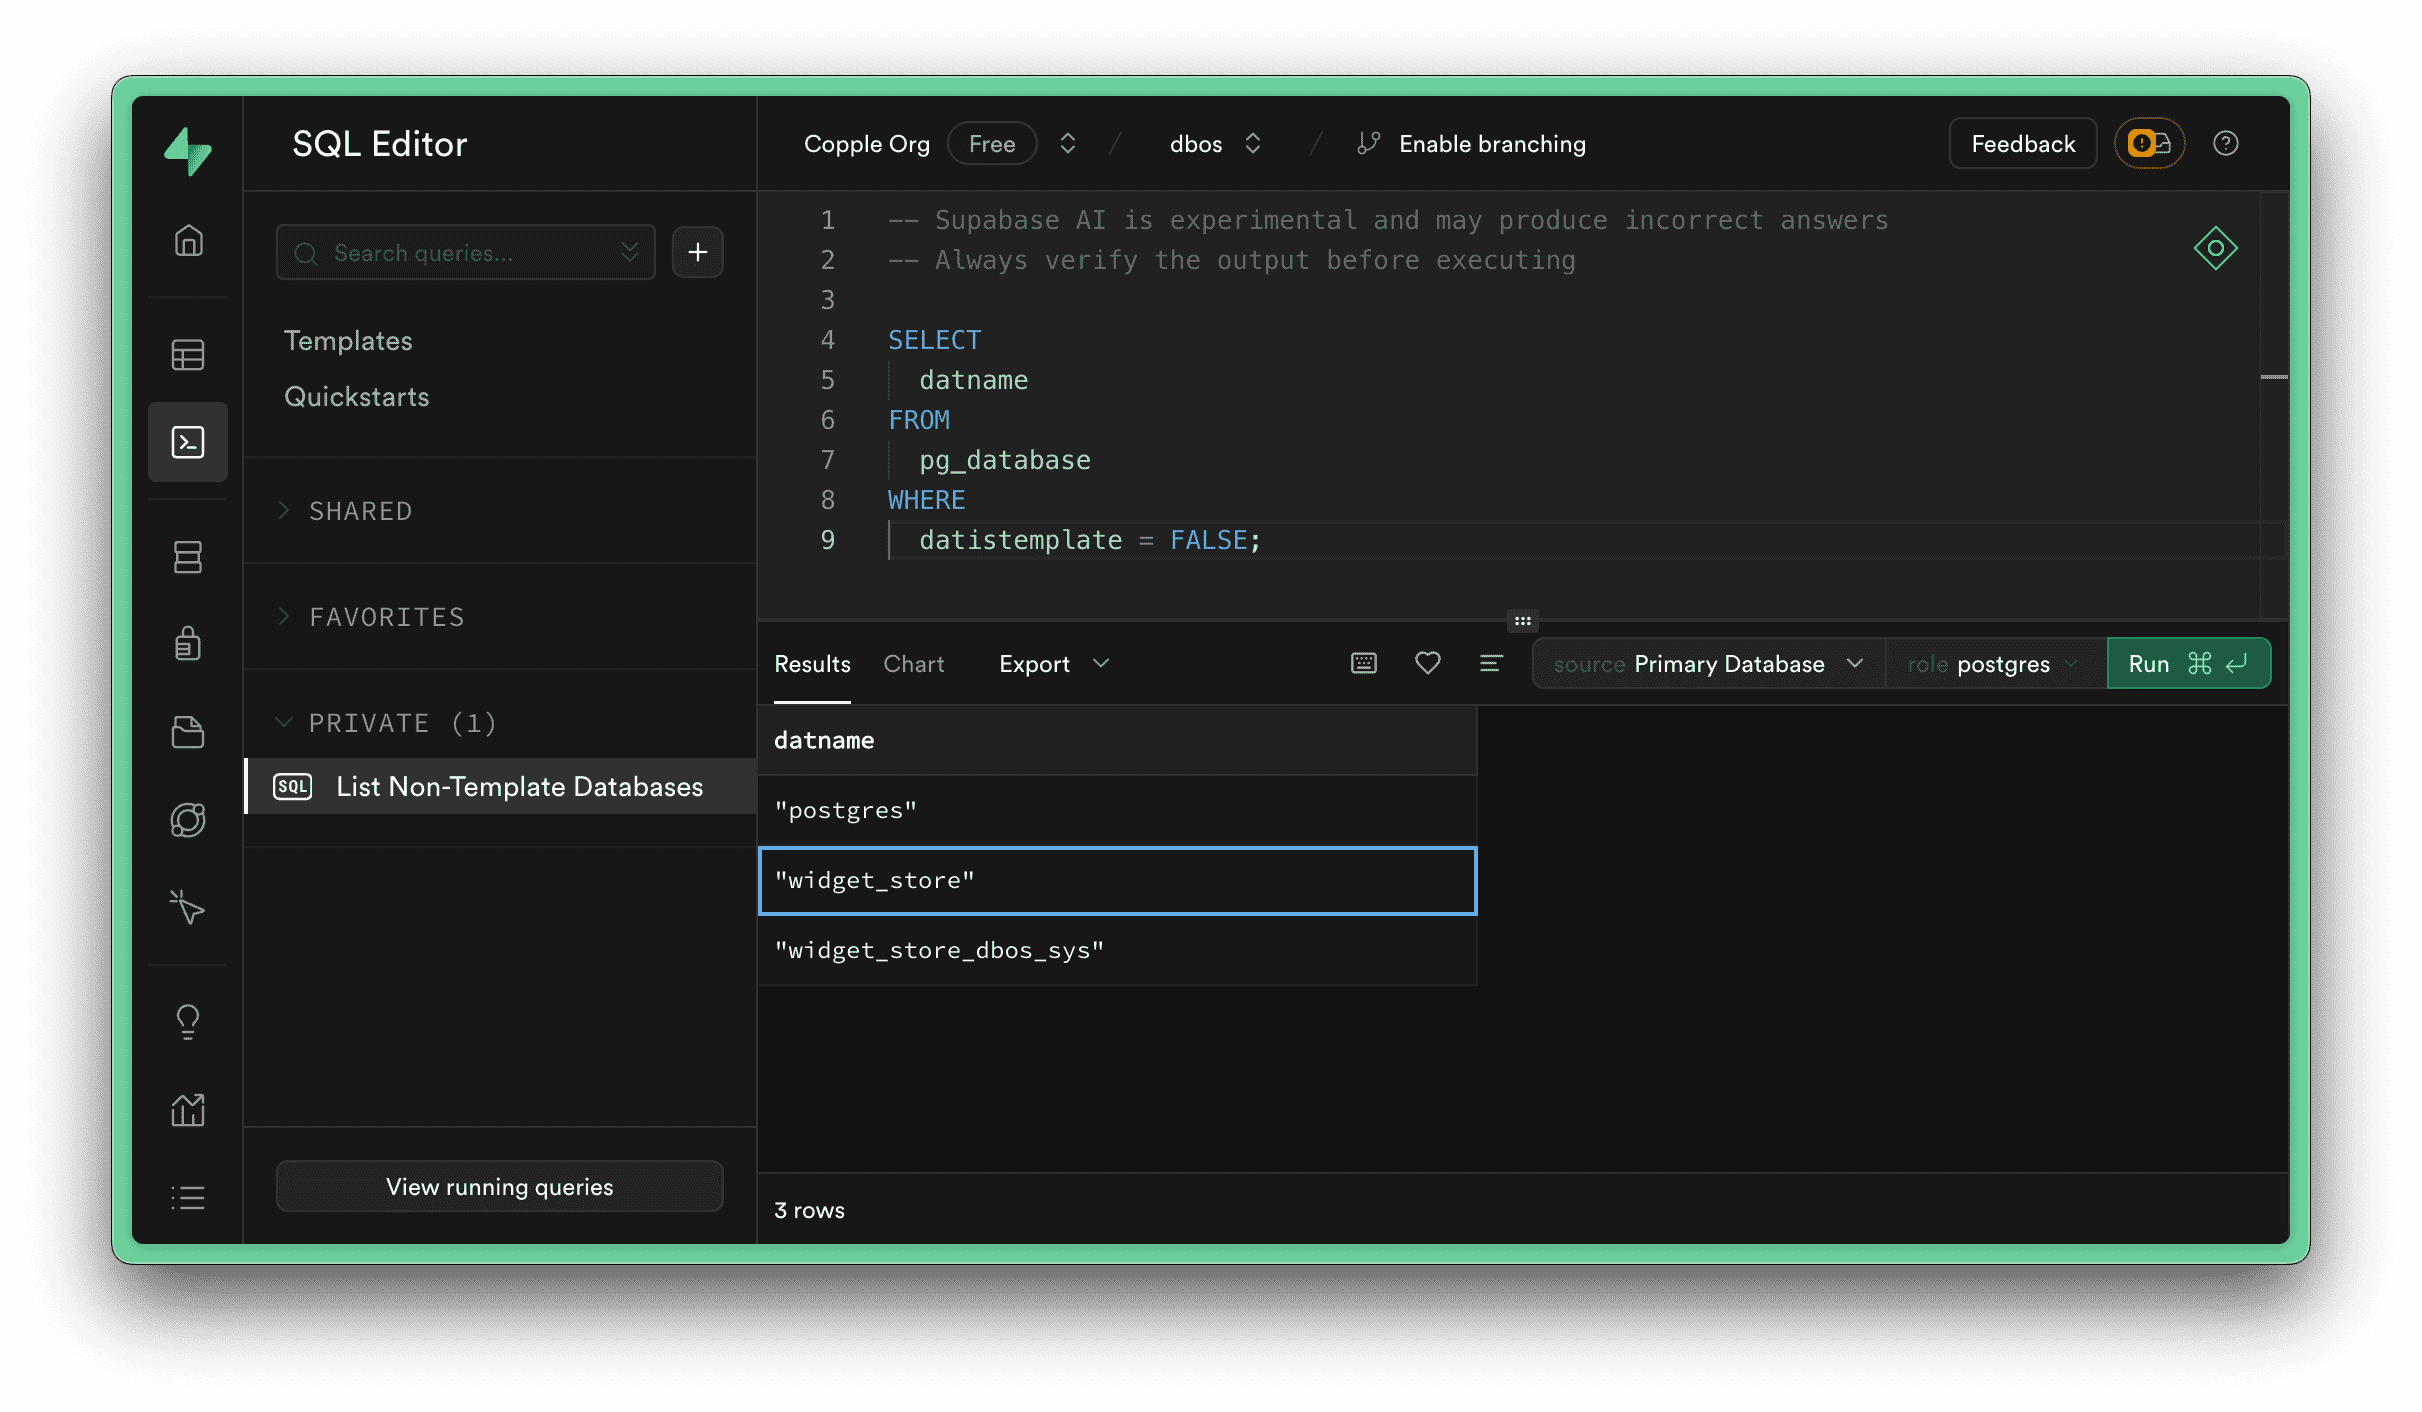 SQL Editor
Copple Org Free / dbos / Enable branching
Feedback
Search queries...
Templates
Quickstarts
SHARED
FAVORITES
PRIVATE (1)
SQL List Non-Template Databases
View running queries
1 -- Supabase AI is experimental and may produce incorrect answers
2 -- Always verify the output before executing
3
4 SELECT
5 datname
6 FROM
7 pg_database
8 WHERE
9 datistemplate = FALSE;
Results Chart Export source Primary Database role postgres Run ⌘
datname
"postgres"
"widget_store"
"widget_store_dbos_sys"
3 rows